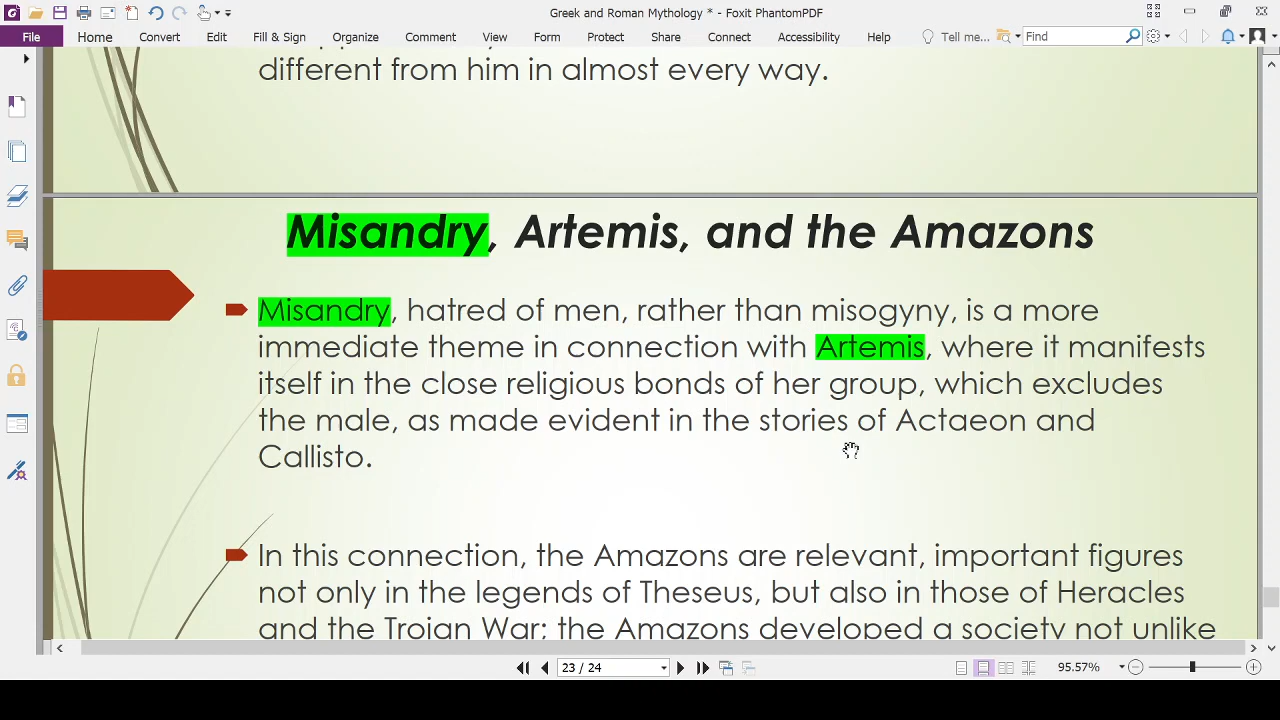 Greek and Roman Mythology * - Foxit PhantomPDF
File Home Convert Edit Fill & Sign Organize Comment View Form Protect Share Connect Accessibility Help Tell me... Find
different from him in almost every way.
Misandry, Artemis, and the Amazons
Misandry, hatred of men, rather than misogyny, is a more
immediate theme in connection with Artemis, where it manifests
itself in the close religious bonds of her group, which excludes
the male, as made evident in the stories of Actaeon and
Callisto.
In this connection, the Amazons are relevant, important figures
not only in the legends of Theseus, but also in those of Heracles
and the Trojan War; the Amazons developed a society not unlike
23 / 24
95.57%